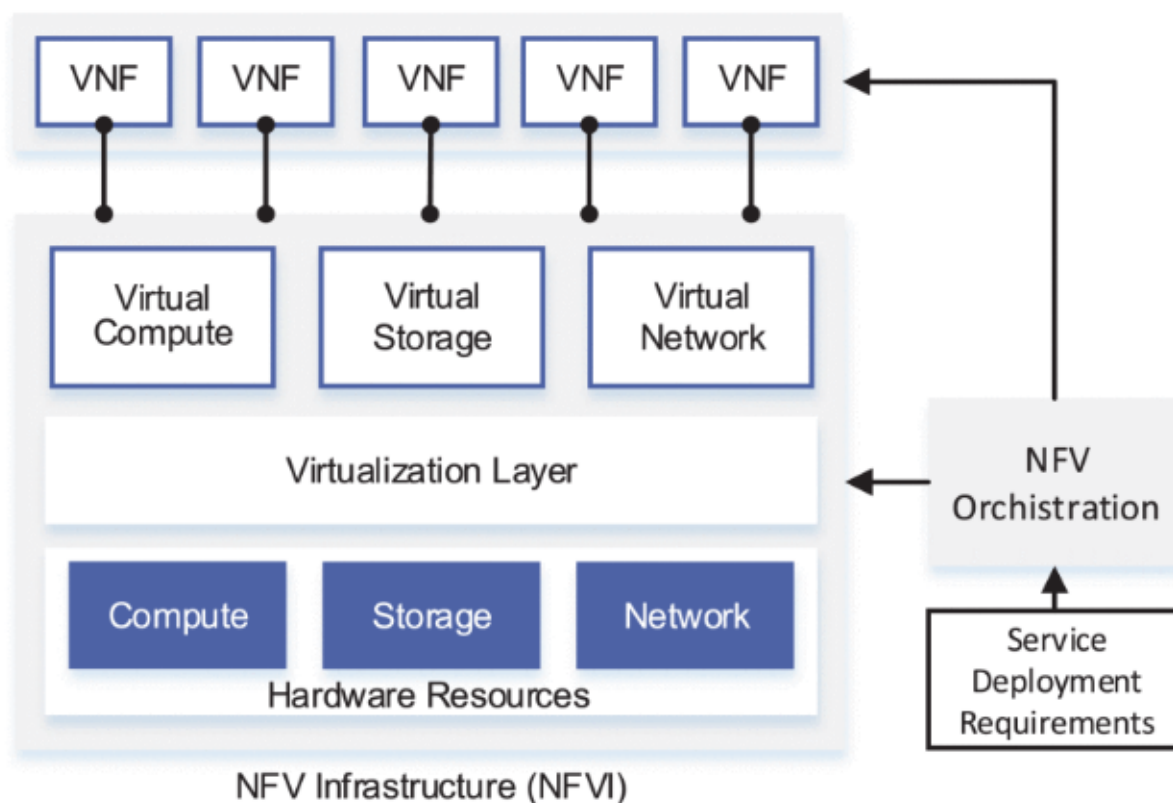 VNF VNF VNF VNF VNF
Virtual
Compute
Virtual
Storage
Virtual
Network
Virtualization Layer
Compute Storage Network
Hardware Resources
NFV Infrastructure (NFVI)
NFV
Orchistration
Service
Deployment
Requirements